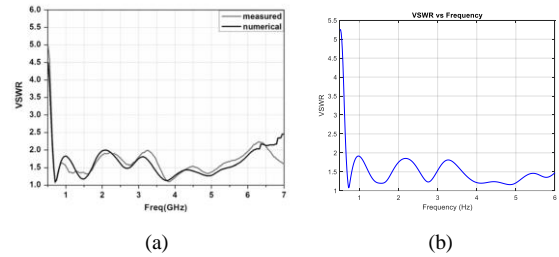 measured
numerical
6.0
5.5
5.0
4.5
4.0
3.5
3.0
2.5
2.0
1.5
1.0
VSWR
1 2 3 4 5 6 7
Freq(GHz)
(a)
VSWR vs Frequency
5.5
5
4.5
4
3.5
3
2.5
2
1.5
1
VSWR
1 2 3 4 5 6
Frequency (Hz)
(b)